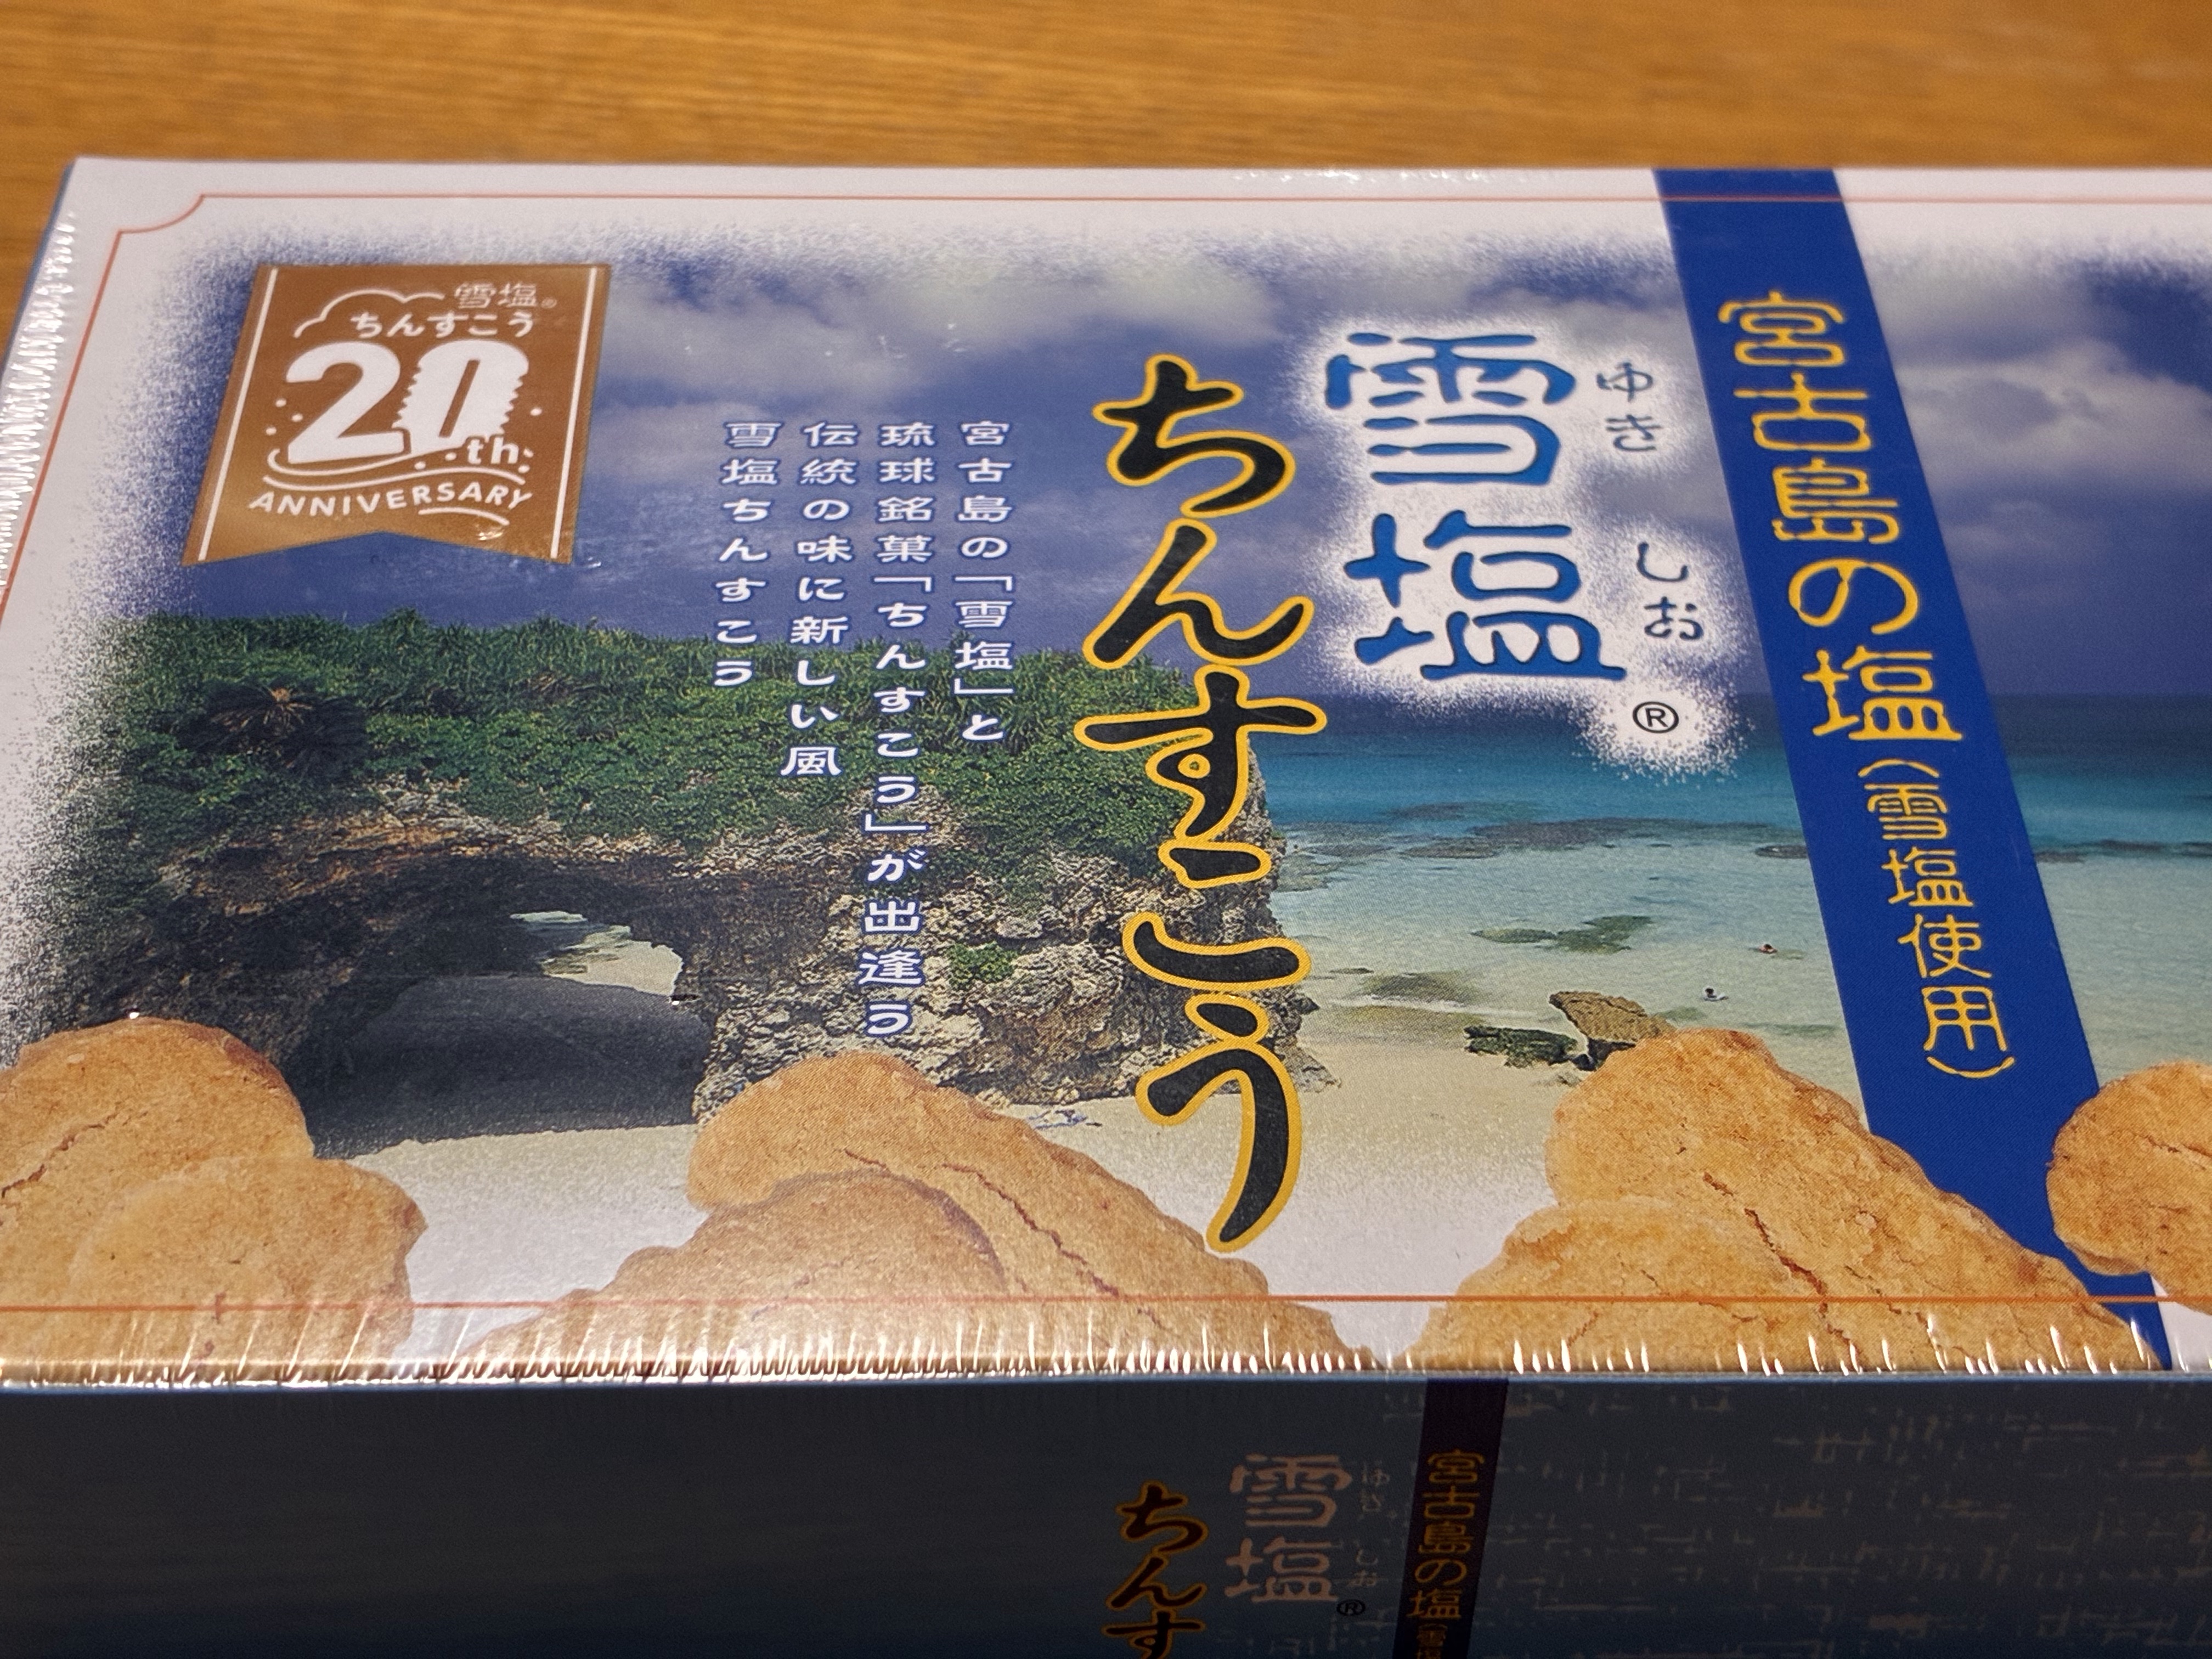 宮古島の塩(雪塩使用)
雪塩
ゆきしお
®
ちんすこう
宮古島の「雪塩」と
琉球銘菓「ちんすこう」が出逢う
伝統の味に新しい風
雪塩ちんすこう
雪塩®
ちんすこう
20th
ANNIVERSARY
宮古島の塩(雪塩
雪塩
ゆきしお
®
ちんす